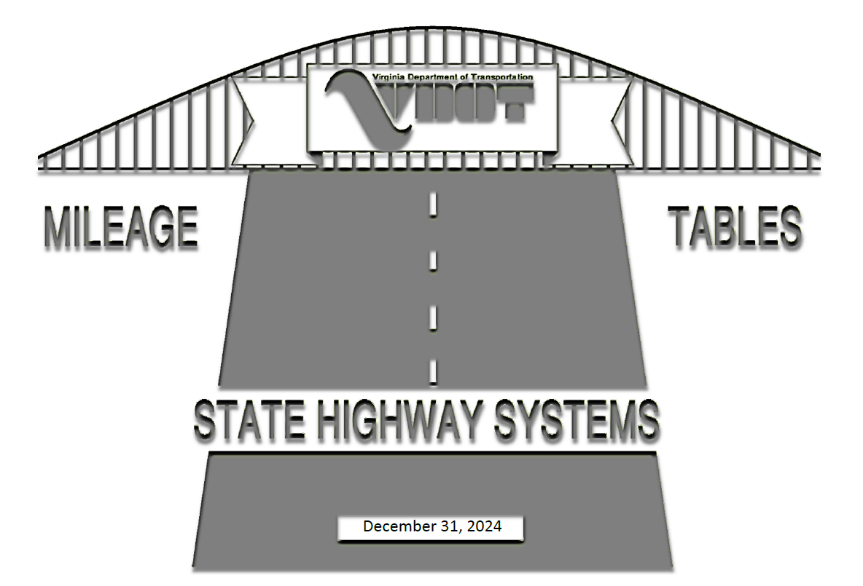 Virginia Department of Transportation
VDOT
MILEAGE TABLES
STATE HIGHWAY SYSTEMS
December 31, 2024